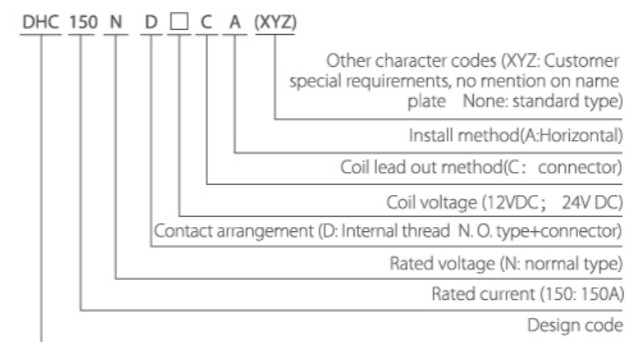 DHC 150 N D □ C A (XYZ)
Other character codes (XYZ: Customer
special requirements, no mention on name
plate None: standard type)
Install method(A:Horizontal)
Coil lead out method(C： connector)
Coil voltage (12VDC； 24V DC)
Contact arrangement (D: Internal thread N. O. type+connector)
Rated voltage (N: normal type)
Rated current (150: 150A)
Design code